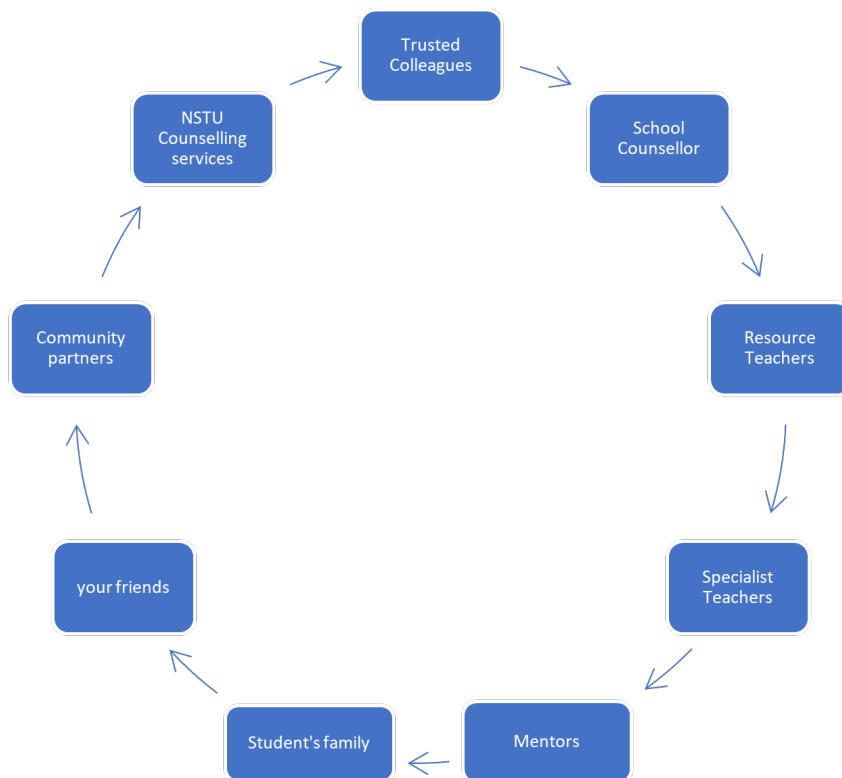 Trusted
Colleagues
School
Counsellor
Resource
Teachers
Specialist
Teachers
Mentors
Student's family
your friends
Community
partners
NSTU
Counselling
services